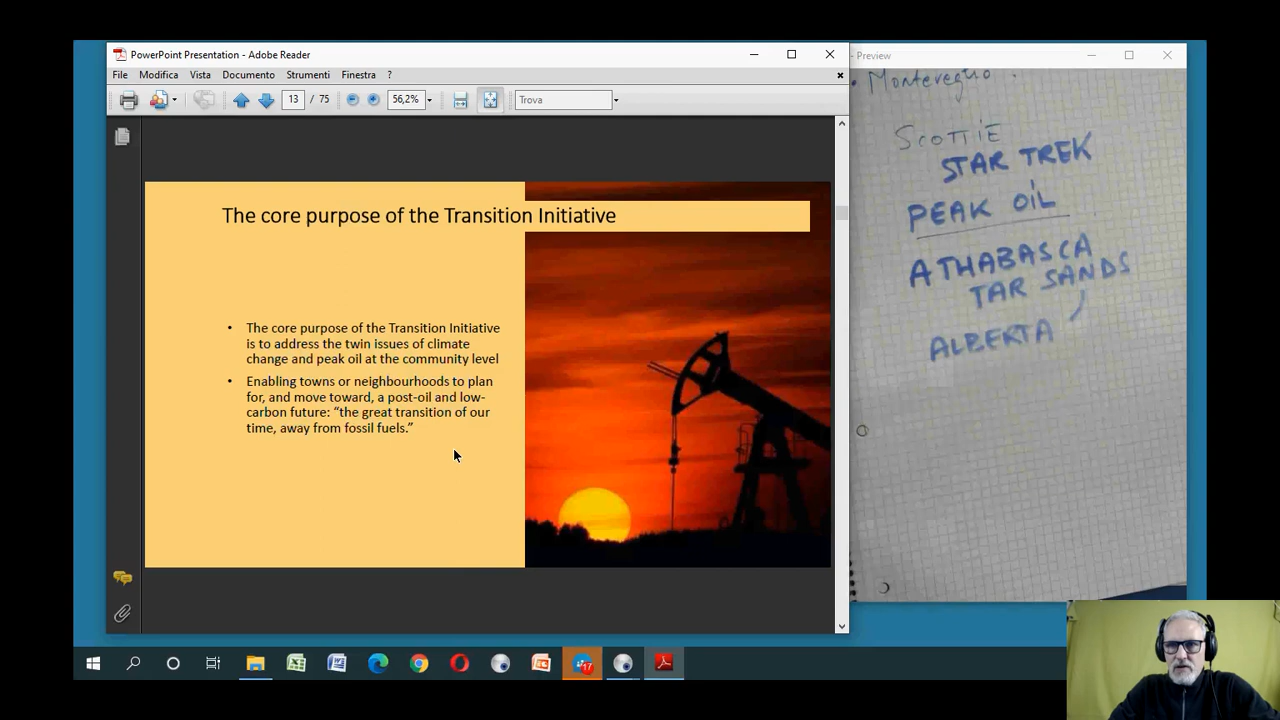 PowerPoint Presentation - Adobe Reader
File Modifica Vista Documento Strumenti Finestra ?
13 / 75 56,2% Trova
The core purpose of the Transition Initiative
• The core purpose of the Transition Initiative
is to address the twin issues of climate
change and peak oil at the community level
• Enabling towns or neighbourhoods to plan
for, and move toward, a post-oil and low-
carbon future: “the great transition of our
time, away from fossil fuels.”
- Preview
• Monteveglio .
SCOTTiE
STAR TREK
PEAK OiL
ATHABASCA
TAR SANDS
ALBERTA
17